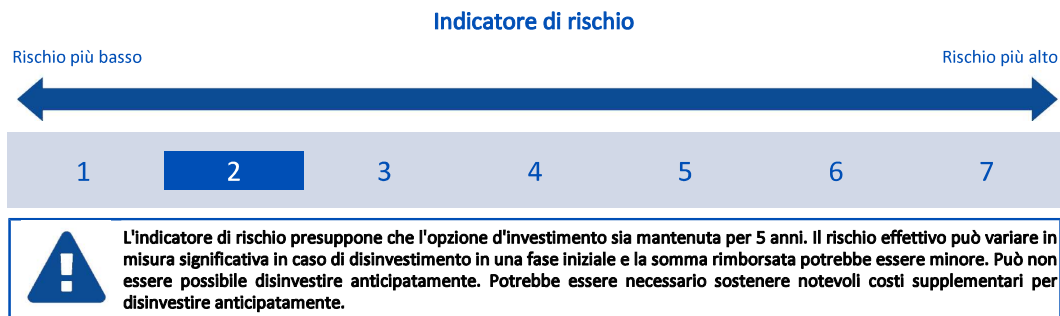 Indicatore di rischio
Rischio più basso Rischio più alto
1 2 3 4 5 6 7
L'indicatore di rischio presuppone che l'opzione d'investimento sia mantenuta per 5 anni. Il rischio effettivo può variare in
misura significativa in caso di disinvestimento in una fase iniziale e la somma rimborsata potrebbe essere minore. Può non
essere possibile disinvestire anticipatamente. Potrebbe essere necessario sostenere notevoli costi supplementari per
disinvestire anticipatamente.